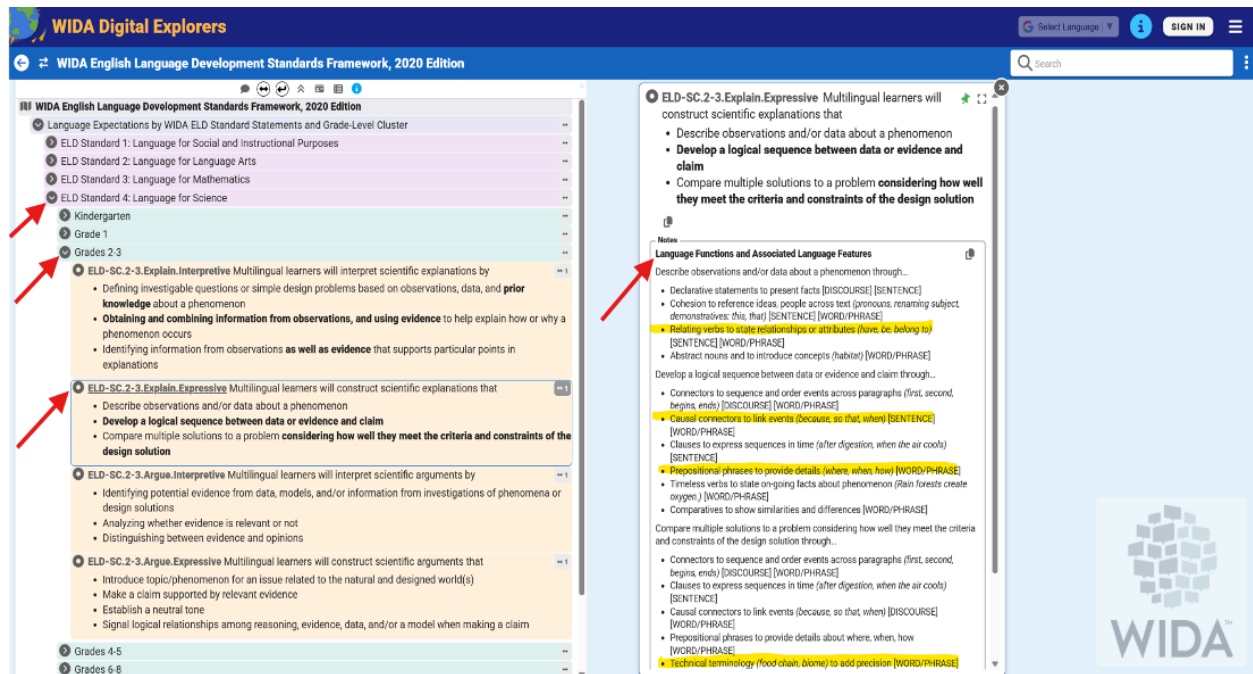 WIDA Digital Explorers
Select Language
SIGN IN
WIDA English Language Development Standards Framework, 2020 Edition
Search
WIDA English Language Development Standards Framework, 2020 Edition
Language Expectations by WIDA ELD Standard Statements and Grade-Level Cluster
ELD Standard 1: Language for Social and Instructional Purposes
ELD Standard 2: Language for Language Arts
ELD Standard 3: Language for Mathematics
ELD Standard 4: Language for Science
Kindergarten
Grade 1
Grades 2-3
ELD-SC.2-3.Explain.Interpretive Multilingual learners will interpret scientific explanations by
1
• Defining investigable questions or simple design problems based on observations, data, and prior
knowledge about a phenomenon
• Obtaining and combining information from observations, and using evidence to help explain how or why a
phenomenon occurs
• Identifying information from observations as well as evidence that supports particular points in
explanations
ELD-SC.2-3.Explain.Expressive Multilingual learners will construct scientific explanations that
1
• Describe observations and/or data about a phenomenon
• Develop a logical sequence between data or evidence and claim
• Compare multiple solutions to a problem considering how well they meet the criteria and constraints of the
design solution
ELD-SC.2-3.Argue.Interpretive Multilingual learners will interpret scientific arguments by
1
• Identifying potential evidence from data, models, and/or information from investigations of phenomena or
design solutions
• Analyzing whether evidence is relevant or not
• Distinguishing between evidence and opinions
ELD-SC.2-3.Argue.Expressive Multilingual learners will construct scientific arguments that
1
• Introduce topic/phenomenon for an issue related to the natural and designed world(s)
• Make a claim supported by relevant evidence
• Establish a neutral tone
• Signal logical relationships among reasoning, evidence, data, and/or a model when making a claim
Grades 4-5
Grades 6-8
ELD-SC.2-3.Explain.Expressive Multilingual learners will
construct scientific explanations that
• Describe observations and/or data about a phenomenon
• Develop a logical sequence between data or evidence and
claim
• Compare multiple solutions to a problem considering how well
they meet the criteria and constraints of the design solution
Notes
Language Functions and Associated Language Features
Describe observations and/or data about a phenomenon through...
• Declarative statements to present facts [DISCOURSE] [SENTENCE]
• Cohesion to reference ideas, people across text (pronouns, renaming subject,
demonstratives: this, that) [SENTENCE] [WORD/PHRASE]
• Relating verbs to state relationships or attributes (have, be, belong to)
[SENTENCE] [WORD/PHRASE]
• Abstract nouns and to introduce concepts (habitat) [WORD/PHRASE]
Develop a logical sequence between data or evidence and claim through...
• Connectors to sequence and order events across paragraphs (first, second,
begins, ends) [DISCOURSE] [WORD/PHRASE]
• Causal connectors to link events (because, so that, when) [SENTENCE]
[WORD/PHRASE]
• Clauses to express sequences in time (after digestion, when the air cools)
[SENTENCE]
• Prepositional phrases to provide details (where, when, how) [WORD/PHRASE]
• Timeless verbs to state on-going facts about phenomenon (Rain forests create
oxygen.) [WORD/PHRASE]
• Comparatives to show similarities and differences [WORD/PHRASE]
Compare multiple solutions to a problem considering how well they meet the criteria
and constraints of the design solution through...
• Connectors to sequence and order events across paragraphs (first, second,
begins, ends) [DISCOURSE] [WORD/PHRASE]
• Clauses to express sequences in time (after digestion, when the air cools)
[SENTENCE]
• Causal connectors to link events (because, so that, when) [DISCOURSE]
[WORD/PHRASE]
• Prepositional phrases to provide details about where, when, how
[WORD/PHRASE]
• Technical terminology (food chain, biome) to add precision [WORD/PHRASE]
WIDA